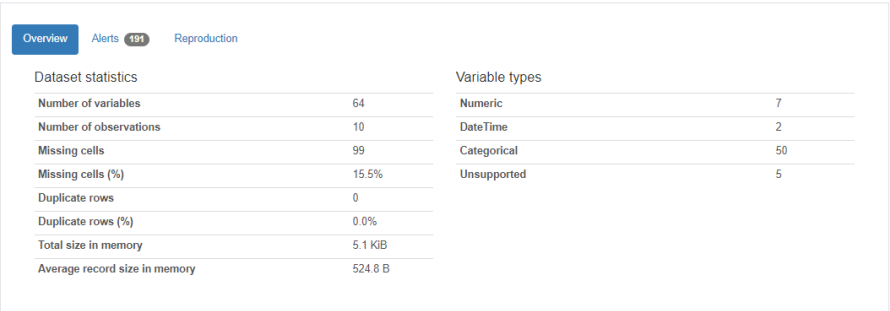 Overview Alerts 191 Reproduction
Dataset statistics
Number of variables 64
Number of observations 10
Missing cells 99
Missing cells (%) 15.5%
Duplicate rows 0
Duplicate rows (%) 0.0%
Total size in memory 5.1 KiB
Average record size in memory 524.8 B
Variable types
Numeric 7
DateTime 2
Categorical 50
Unsupported 5